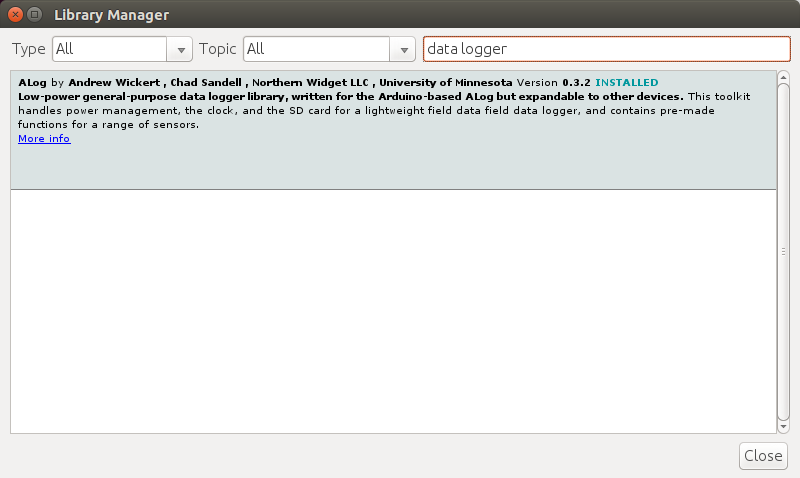 Library Manager
Type All Topic All data logger
ALog by Andrew Wickert , Chad Sandell , Northern Widget LLC , University of Minnesota Version 0.3.2 INSTALLED
Low-power general-purpose data logger library, written for the Arduino-based ALog but expandable to other devices. This toolkit
handles power management, the clock, and the SD card for a lightweight field data field data logger, and contains pre-made
functions for a range of sensors.
More info
Close